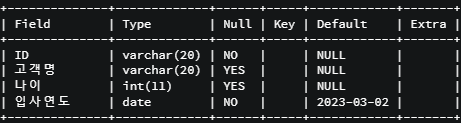 +----------+-------------+------+-----+------------+-------+
| Field | Type | Null | Key | Default | Extra |
+----------+-------------+------+-----+------------+-------+
| ID | varchar(20) | NO | | NULL | |
| 고객명 | varchar(20) | YES | | NULL | |
| 나이 | int(11) | YES | | NULL | |
| 입사연도 | date | NO | | 2023-03-02 | |
+----------+-------------+------+-----+------------+-------+